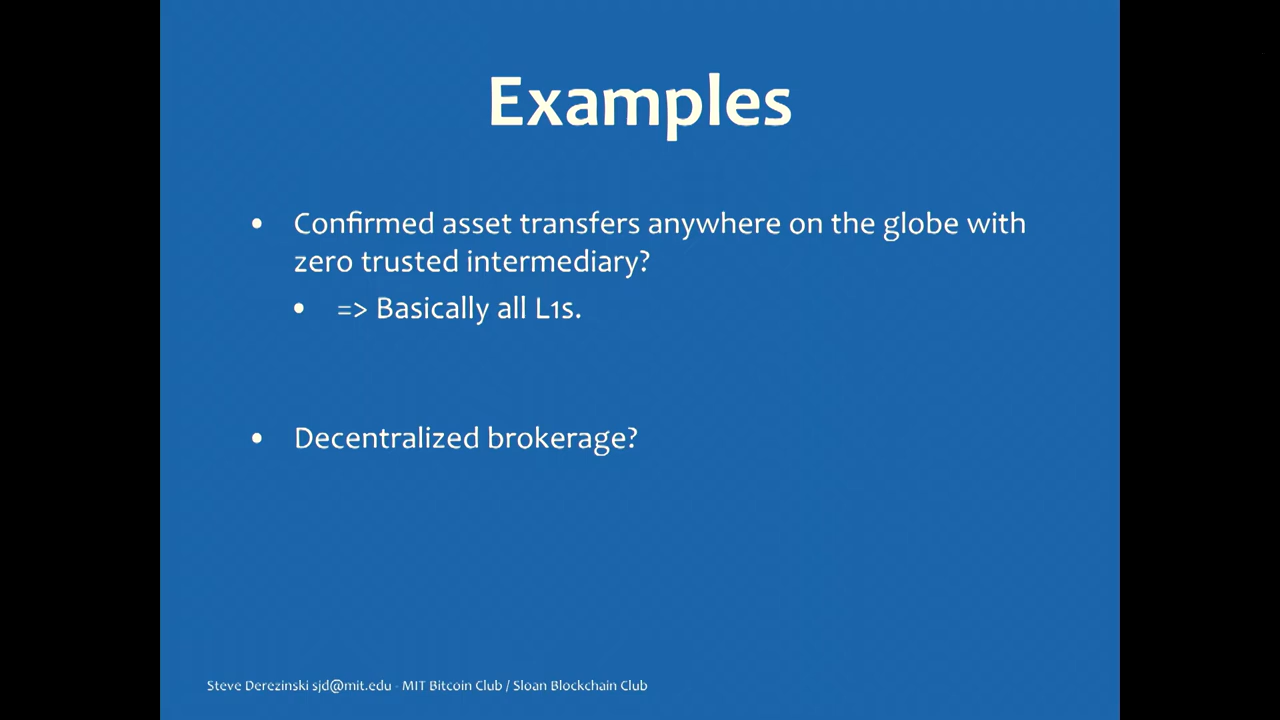 Examples
• Confirmed asset transfers anywhere on the globe with
zero trusted intermediary?
• => Basically all L1s.
• Decentralized brokerage?
Steve Derezinski sjd@mit.edu - MIT Bitcoin Club / Sloan Blockchain Club